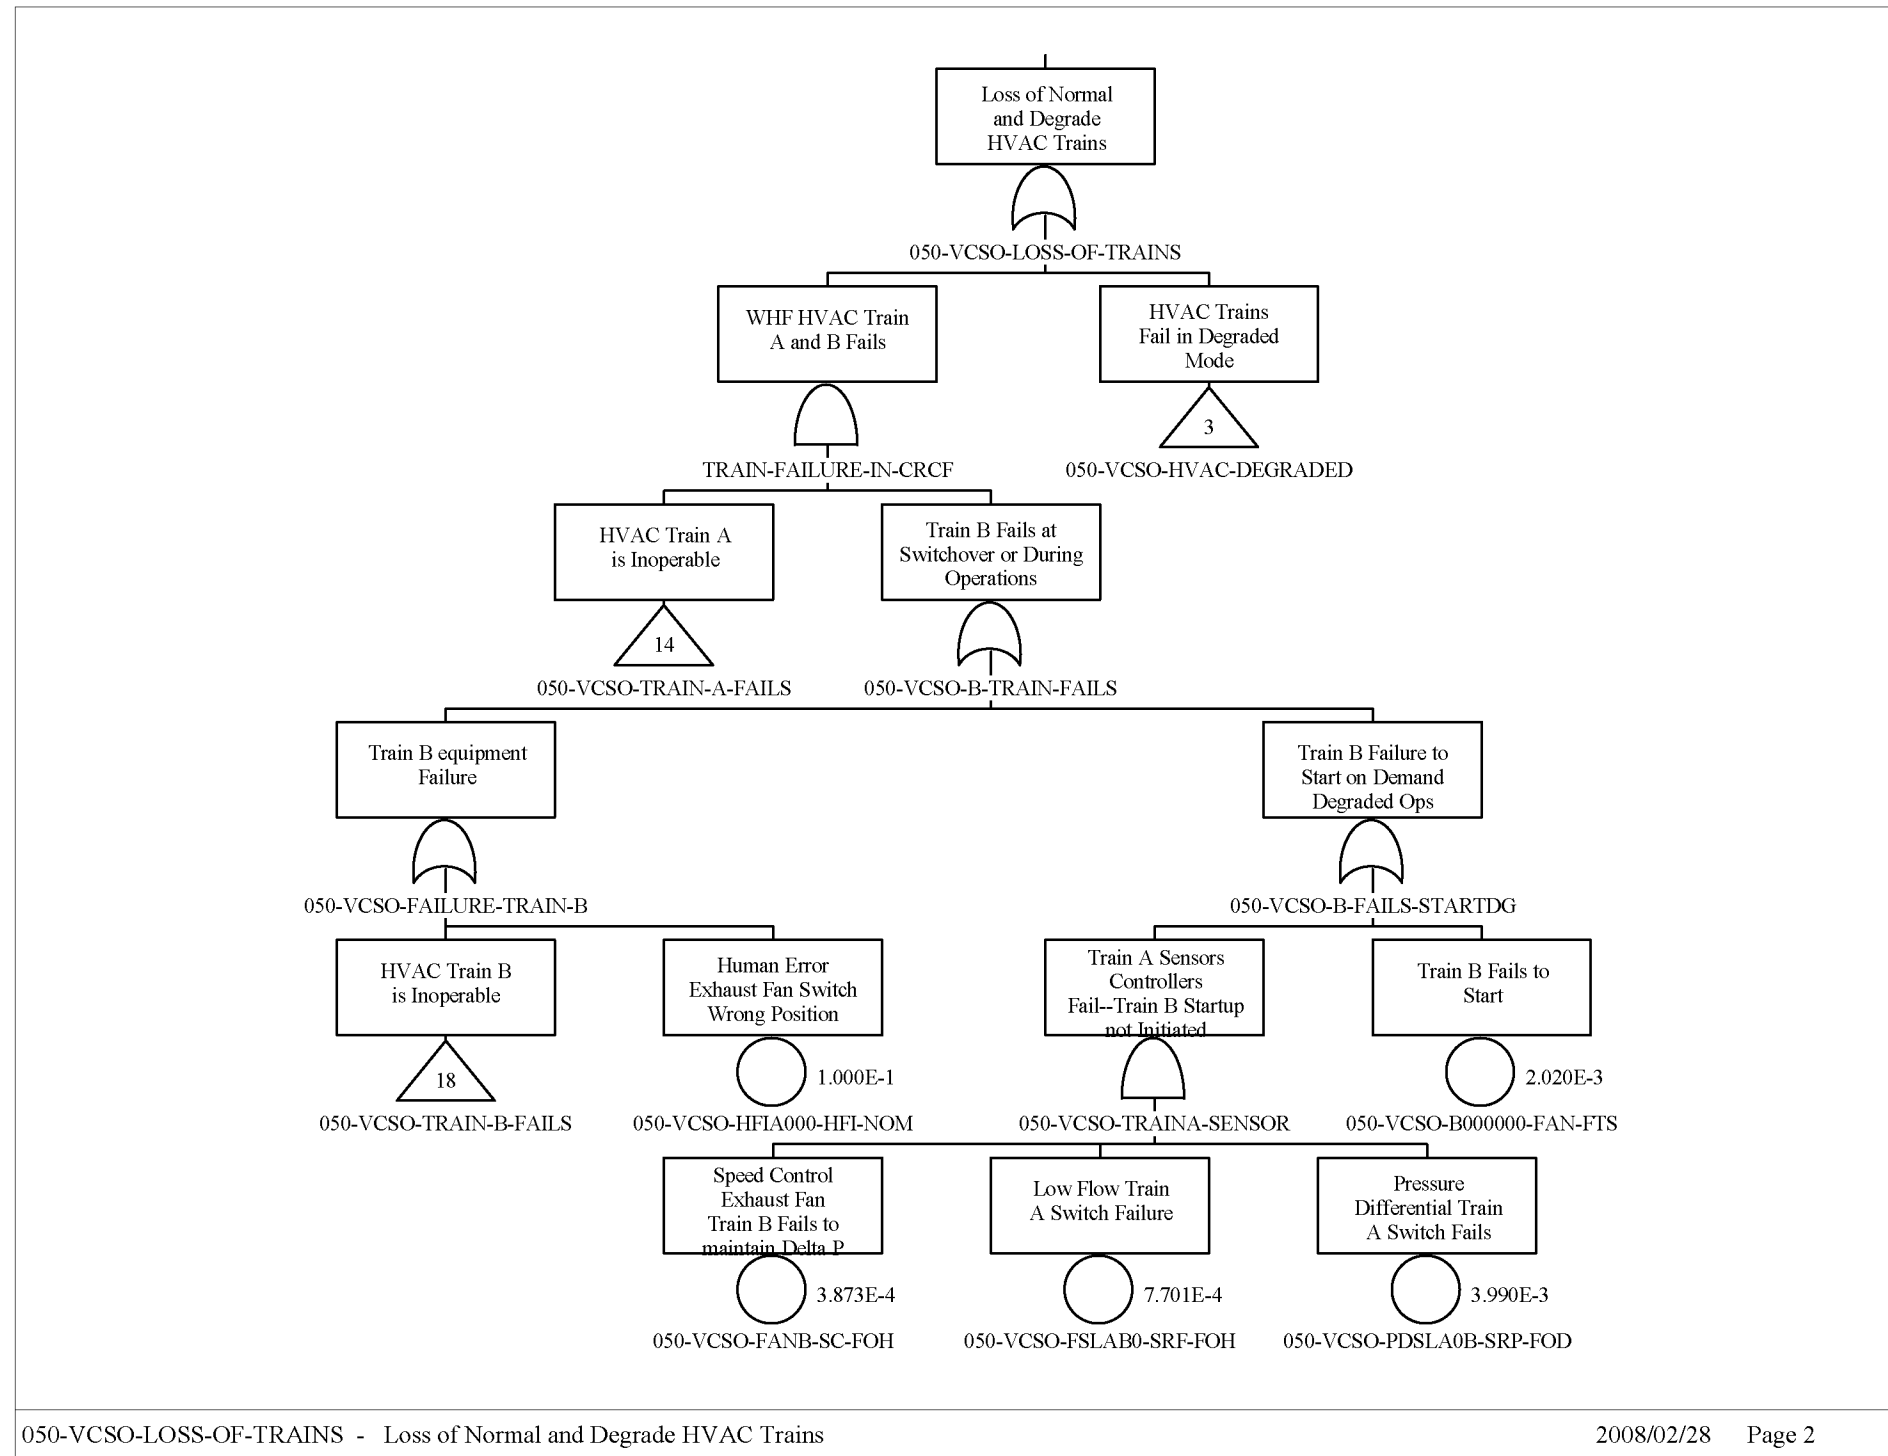 Loss of Normal
and Degrade
HVAC Trains
050-VCSO-LOSS-OF-TRAINS
WHF HVAC Train
A and B Fails
TRAIN-FAILURE-IN-CRCF
HVAC Trains
Fail in Degraded
Mode
3
050-VCSO-HVAC-DEGRADED
HVAC Train A
is Inoperable
14
050-VCSO-TRAIN-A-FAILS
Train B Fails at
Switchover or During
Operations
050-VCSO-B-TRAIN-FAILS
Train B equipment
Failure
050-VCSO-FAILURE-TRAIN-B
Train B Failure to
Start on Demand
Degraded Ops
050-VCSO-B-FAILS-STARTDG
HVAC Train B
is Inoperable
18
050-VCSO-TRAIN-B-FAILS
Human Error
Exhaust Fan Switch
Wrong Position
1.000E-1
050-VCSO-HFIA000-HFI-NOM
Train A Sensors
Controllers
Fail--Train B Startup
not Initiated
050-VCSO-TRAINA-SENSOR
Train B Fails to
Start
2.020E-3
050-VCSO-B000000-FAN-FTS
Speed Control
Exhaust Fan
Train B Fails to
maintain Delta P
3.873E-4
050-VCSO-FANB-SC-FOH
Low Flow Train
A Switch Failure
7.701E-4
050-VCSO-FSLAB0-SRF-FOH
Pressure
Differential Train
A Switch Fails
3.990E-3
050-VCSO-PDSLA0B-SRP-FOD
050-VCSO-LOSS-OF-TRAINS - Loss of Normal and Degrade HVAC Trains
2008/02/28 Page 2